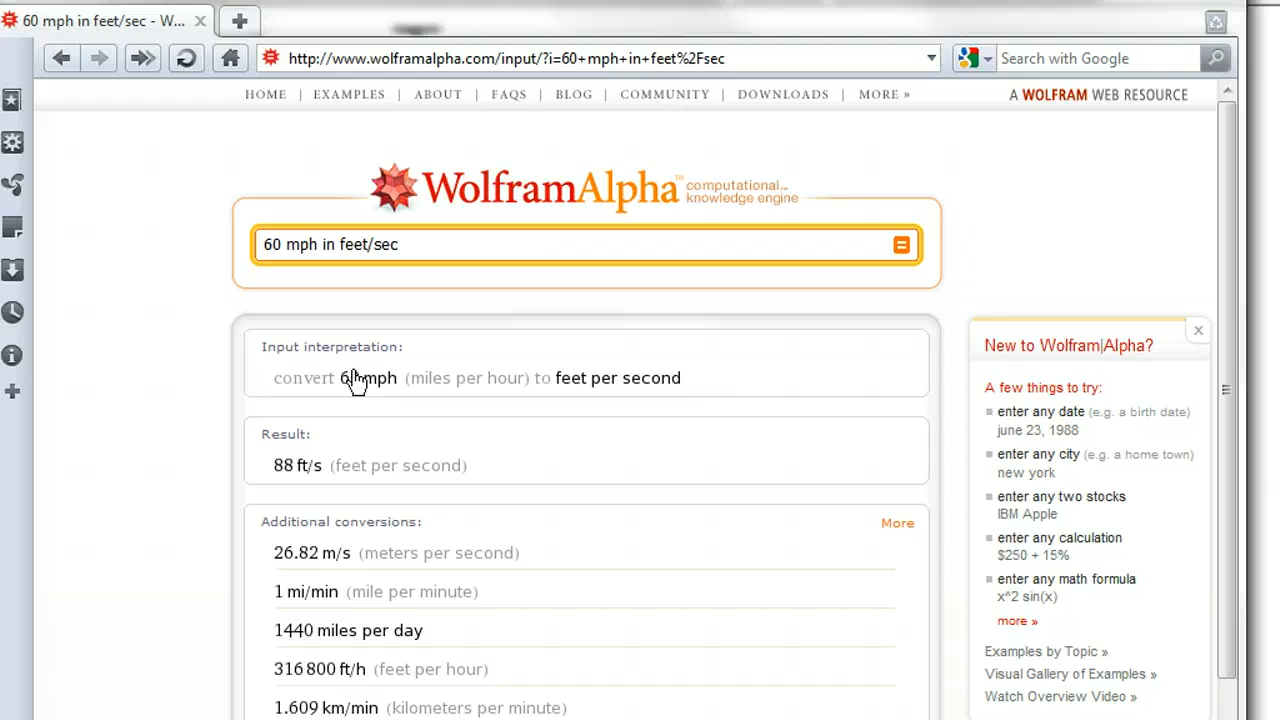 60 mph in feet/sec - W...
http://www.wolframalpha.com/input/?i=60+mph+in+feet%2Fsec
Search with Google
HOME | EXAMPLES | ABOUT | FAQS | BLOG | COMMUNITY | DOWNLOADS | MORE »
A WOLFRAM WEB RESOURCE
WolframAlpha™ computational... knowledge engine
60 mph in feet/sec
Input interpretation:
convert 60 mph (miles per hour) to feet per second
Result:
88 ft/s (feet per second)
Additional conversions:
More
26.82 m/s (meters per second)
1 mi/min (mile per minute)
1440 miles per day
316 800 ft/h (feet per hour)
1.609 km/min (kilometers per minute)
New to Wolfram|Alpha?
A few things to try:
enter any date (e.g. a birth date)
june 23, 1988
enter any city (e.g. a home town)
new york
enter any two stocks
IBM Apple
enter any calculation
$250 + 15%
enter any math formula
x^2 sin(x)
more »
Examples by Topic »
Visual Gallery of Examples »
Watch Overview Video »